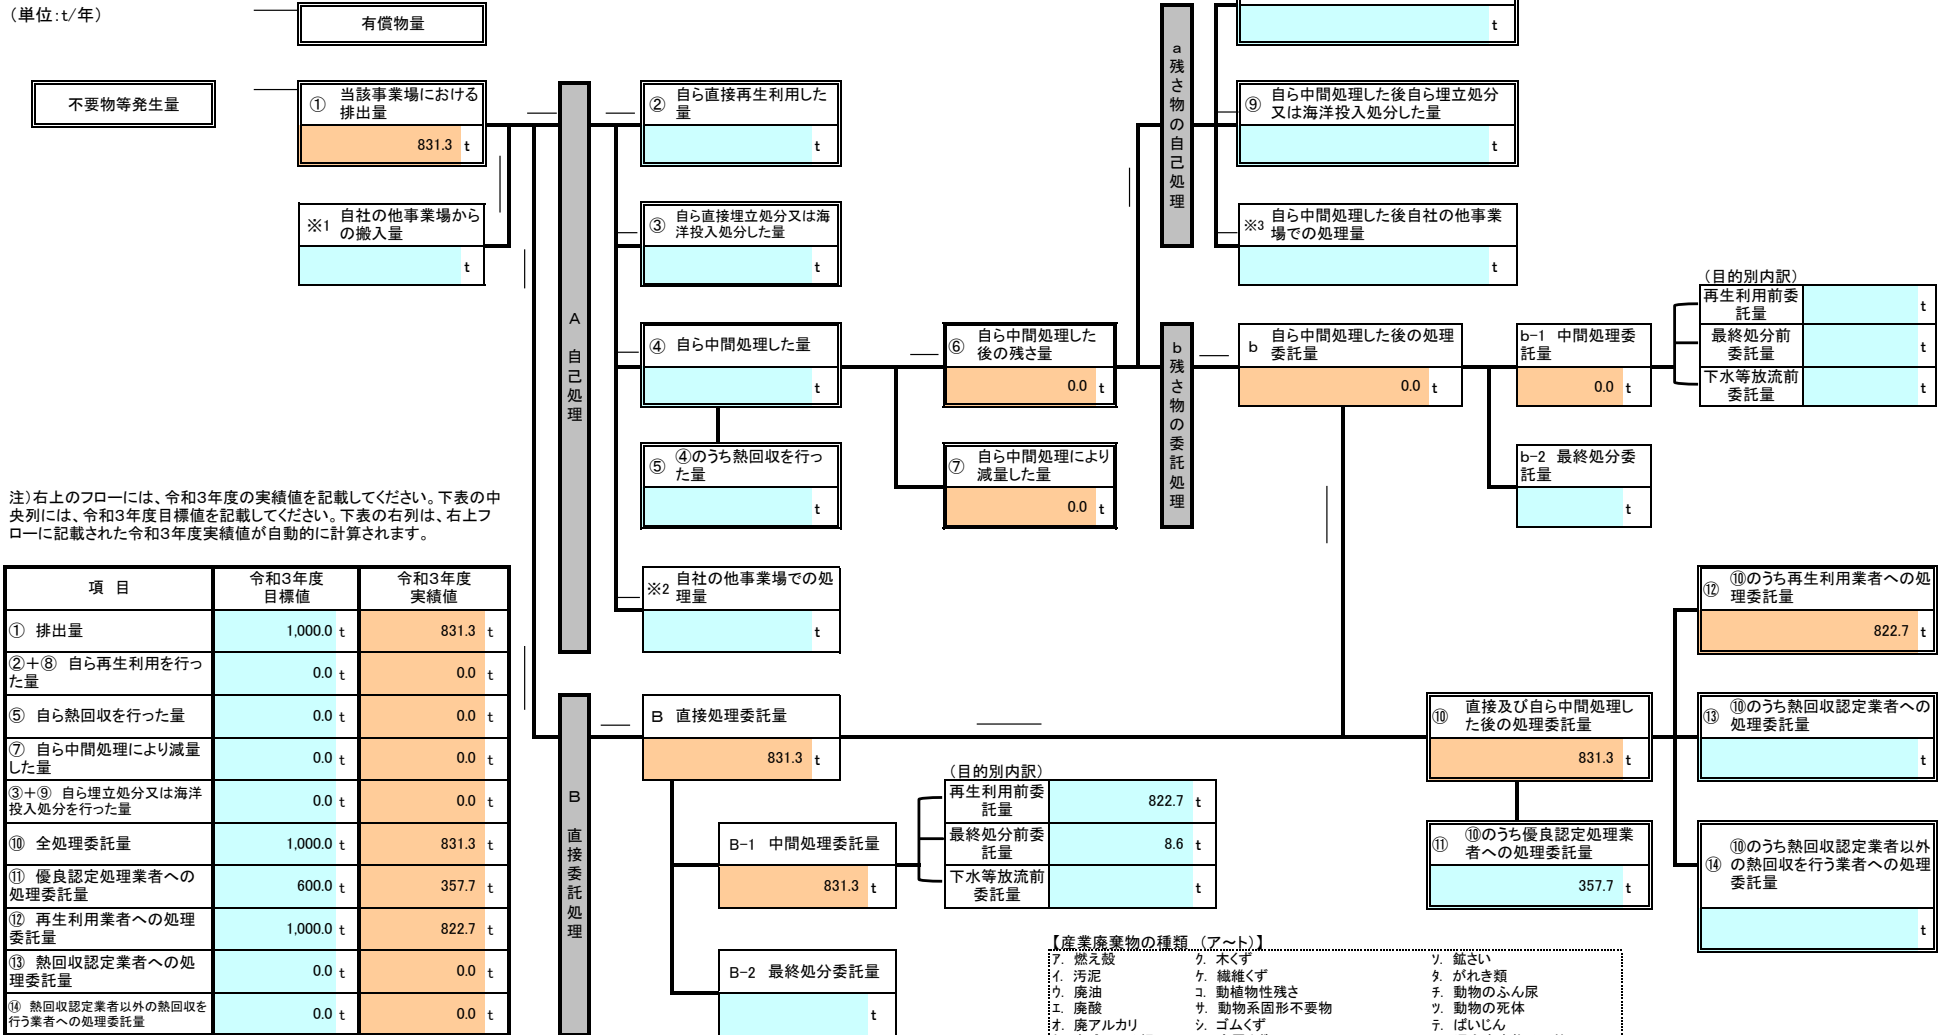 (単位:t/年)
有償物量
t
不要物等発生量
① 当該事業場における
排出量
831.3 t
※1 自社の他事業場から
の搬入量
t
A 自己処理
② 自ら直接再生利用した
量
t
③ 自ら直接埋立処分又は海
洋投入処分した量
t
④ 自ら中間処理した量
t
⑤ ④のうち熱回収を行っ
た量
t
※2 自社の他事業場での処
理量
t
⑥ 自ら中間処理した
後の残さ量
0.0 t
⑦ 自ら中間処理により
減量した量
0.0 t
a 残さ物の自己処理
⑨ 自ら中間処理した後自ら埋立処分
又は海洋投入処分した量
t
※3 自ら中間処理した後自社の他事業
場での処理量
t
b 残さ物の委託処理
b 自ら中間処理した後の処理
委託量
0.0 t
b-1 中間処理委
託量
0.0 t
b-2 最終処分委
託量
t
(目的別内訳)
再生利用前委
託量
t
最終処分前
委託量
t
下水等放流前
委託量
t
注)右上のフローには、令和3年度の実績値を記載してください。下表の中
央列には、令和3年度目標値を記載してください。下表の右列は、右上フ
ローに記載された令和3年度実績値が自動的に計算されます。
項 目 令和3年度
目標値 令和3年度
実績値
① 排出量 1,000.0 t 831.3 t
②+⑧ 自ら再生利用を行っ
た量 0.0 t 0.0 t
⑤ 自ら熱回収を行った量 0.0 t 0.0 t
⑦ 自ら中間処理により減量
した量 0.0 t 0.0 t
③+⑨ 自ら埋立処分又は海洋
投入処分を行った量 0.0 t 0.0 t
⑩ 全処理委託量 1,000.0 t 831.3 t
⑪ 優良認定処理業者への
処理委託量 600.0 t 357.7 t
⑫ 再生利用業者への処理
委託量 1,000.0 t 822.7 t
⑬ 熱回収認定業者への処
理委託量 0.0 t 0.0 t
⑭ 熱回収認定業者以外の熱回収を
行う業者への処理委託量 0.0 t 0.0 t
B 直接委託処理
B 直接処理委託量
831.3 t
B-1 中間処理委託量
831.3 t
B-2 最終処分委託量
t
(目的別内訳)
再生利用前委
託量
822.7 t
最終処分前委
託量
8.6 t
下水等放流前
委託量
t
⑩ 直接及び自ら中間処理し
た後の処理委託量
831.3 t
⑪ ⑩のうち優良認定処理業
者への処理委託量
357.7 t
⑫ ⑩のうち再生利用業者への処
理委託量
822.7 t
⑬ ⑩のうち熱回収認定業者への
処理委託量
t
⑭ ⑩のうち熱回収認定業者以外
の熱回収を行う業者への処理
委託量
t
【産業廃棄物の種類 (ア~ト)】
ア. 燃え殻 ク. 木くず ソ. 鉱さい
イ. 汚泥 ケ. 繊維くず タ. がれき類
ウ. 廃油 コ. 動植物性残さ チ. 動物のふん尿
エ. 廃酸 サ. 動物系固形不要物 ツ. 動物の死体
オ. 廃アルカリ シ. ゴムくず テ. ばいじん